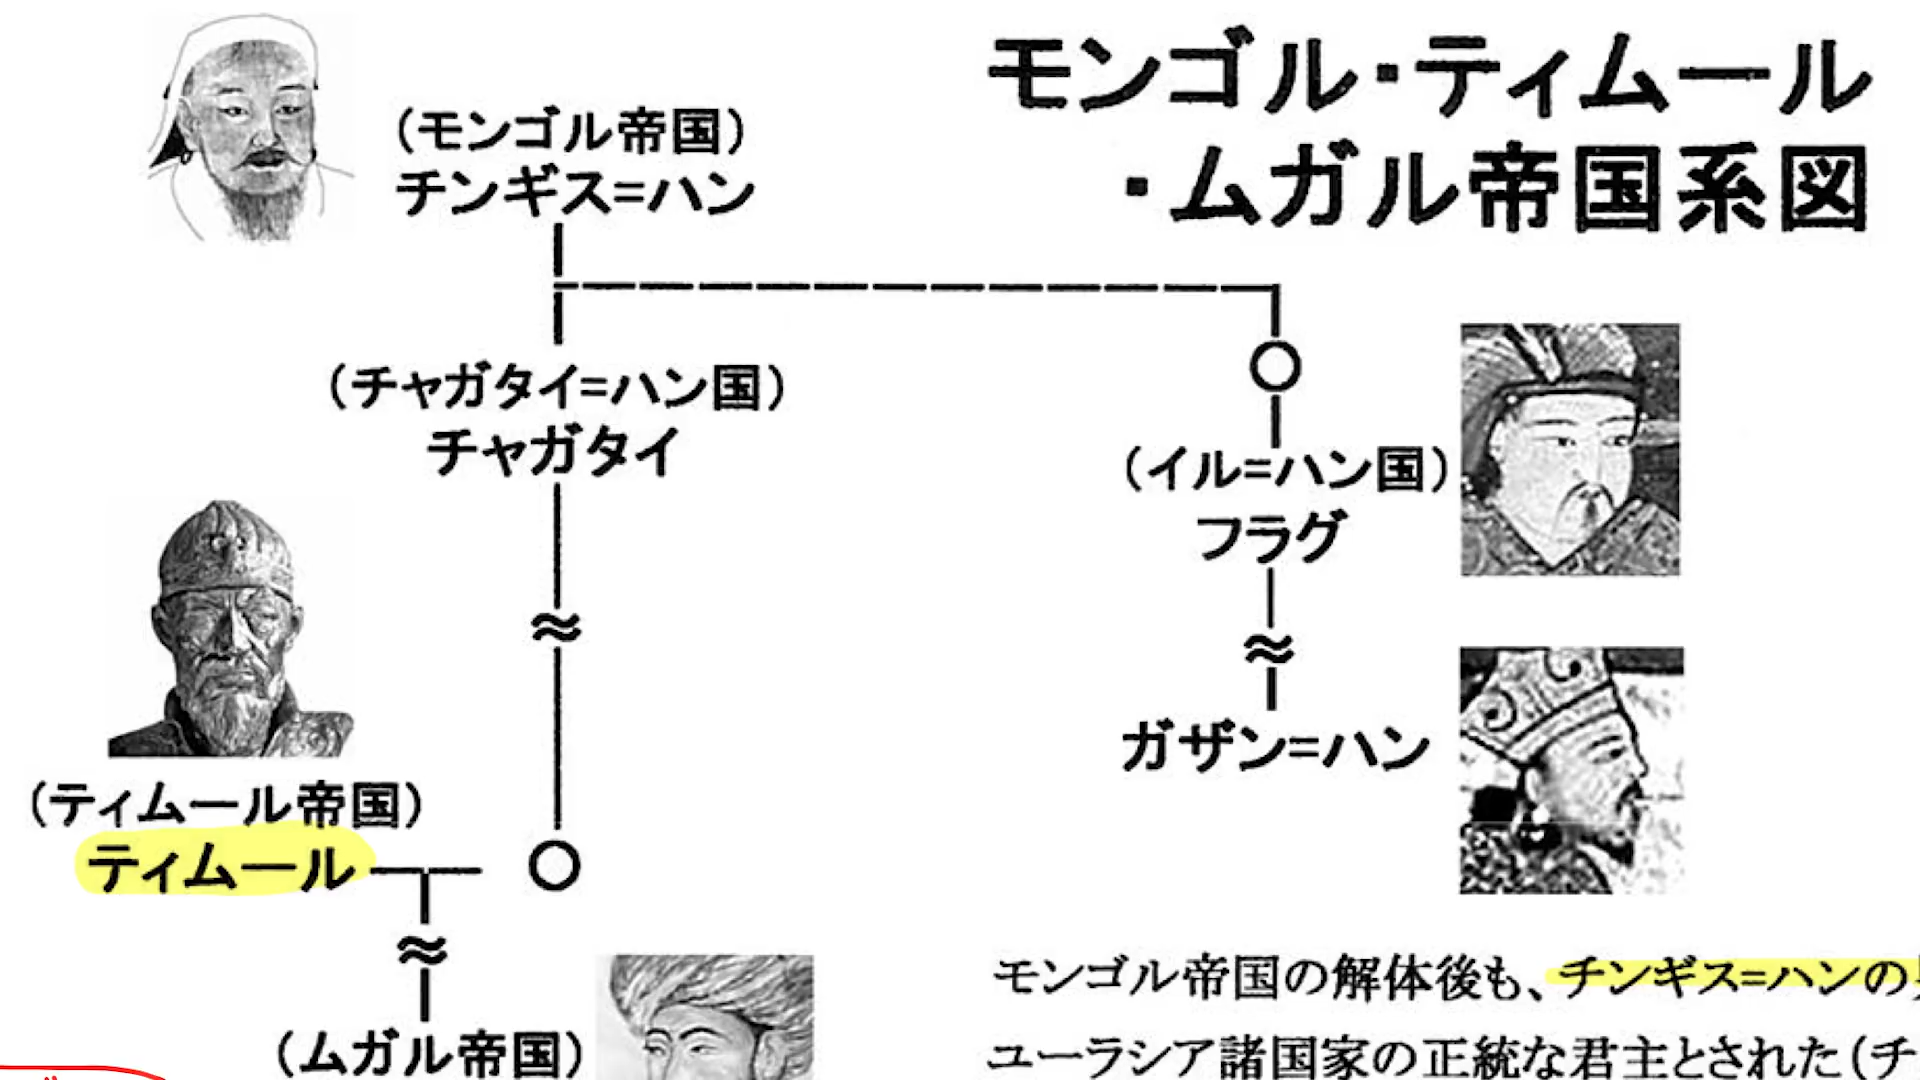 モンゴル・ティムール
・ムガル帝国系図
（モンゴル帝国）
チンギス=ハン
（チャガタイ=ハン国）
チャガタイ
（イル=ハン国）
フラグ
ガザン=ハン
（ティムール帝国）
ティムール
（ムガル帝国）
モンゴル帝国の解体後も、チンギス=ハンの
ユーラシア諸国家の正統な君主とされた（チ